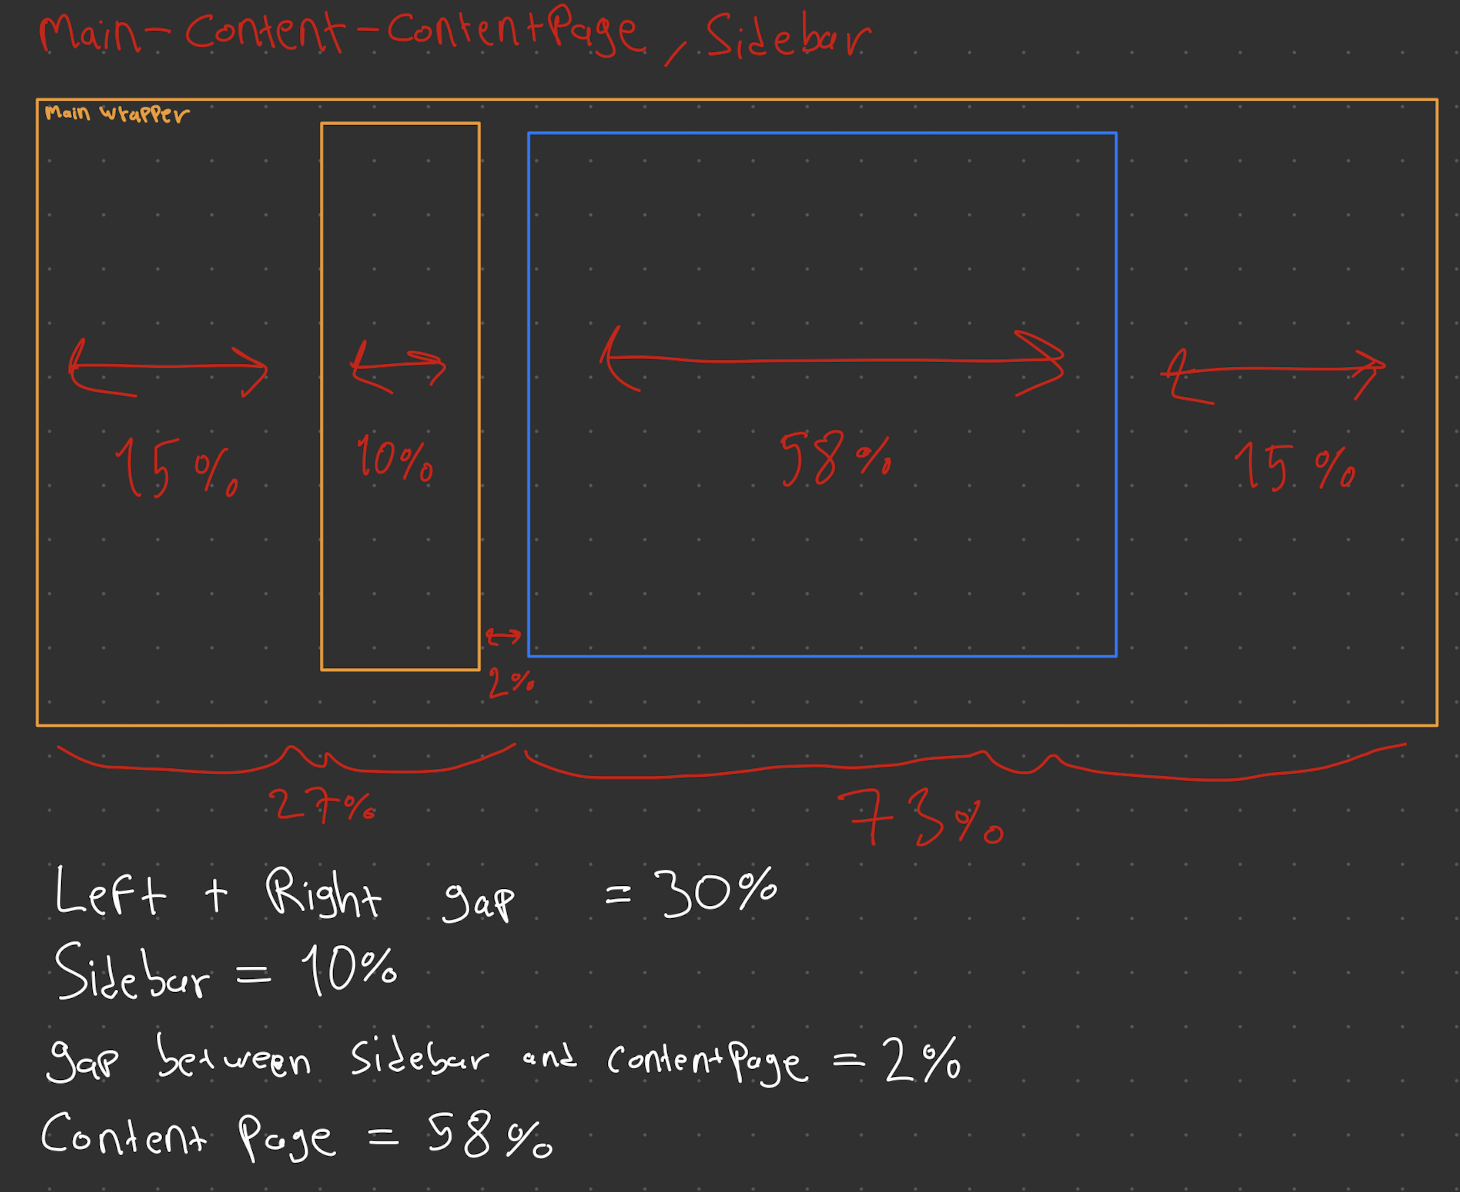 Main-Content-ContentPage, Sidebar
Main wrapper
15% 10% 58% 15%
2%
27% 73%
Left + Right gap = 30%
Sidebar = 10%
gap between sidebar and contentPage = 2%
Content Page = 58%